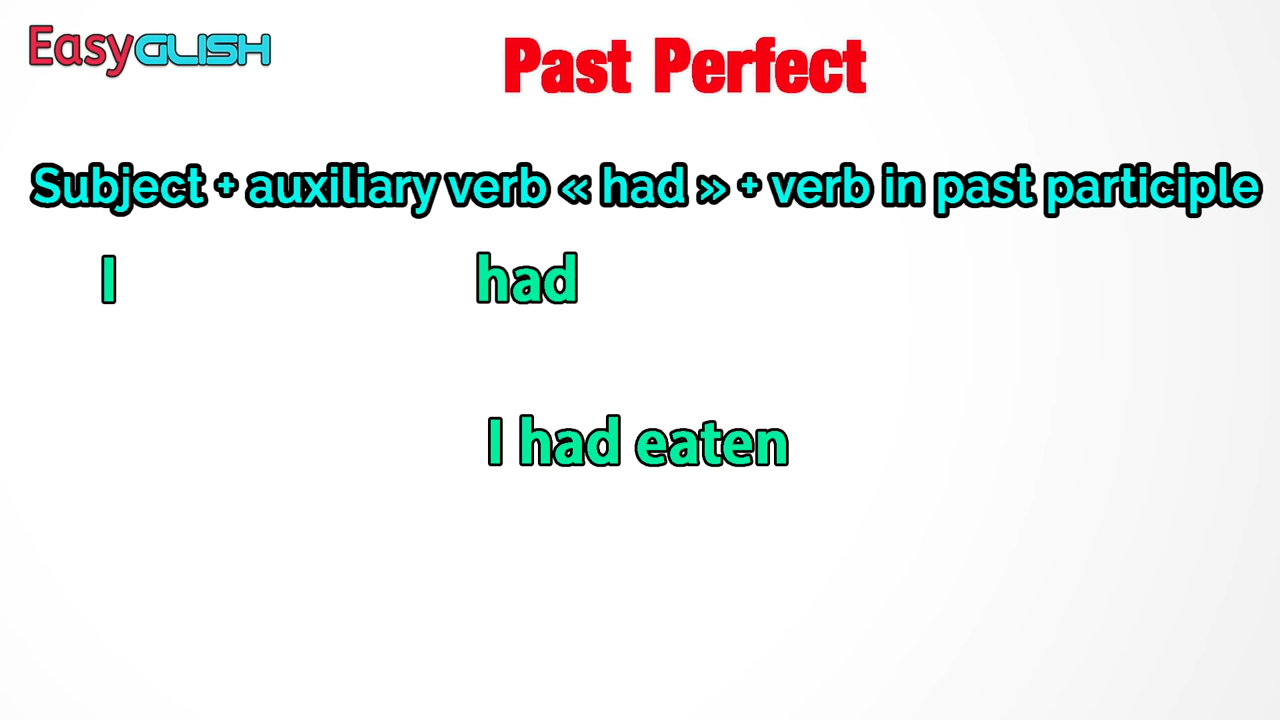 EasyGLISH
Past Perfect
Subject + auxiliary verb « had » + verb in past participle
I had
I had eaten